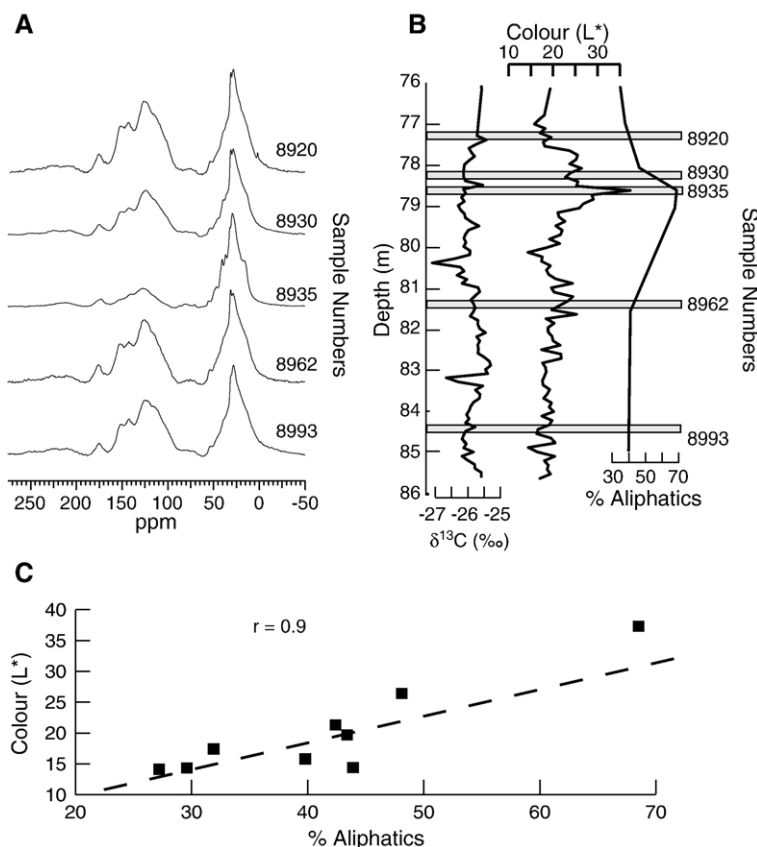 A
8920
8930
8935
8962
8993
Sample Numbers
250 200 150 100 50 0 -50
ppm
B
Colour (L*)
10 20 30
76
77
78
79
80
81
82
83
84
85
86
Depth (m)
8920
8930
8935
8962
8993
Sample Numbers
30 50 70
% Aliphatics
-27 -26 -25
δ13C (‰)
C
40
35
30
25
20
15
10
Colour (L*)
r = 0.9
20 30 40 50 60 70
% Aliphatics